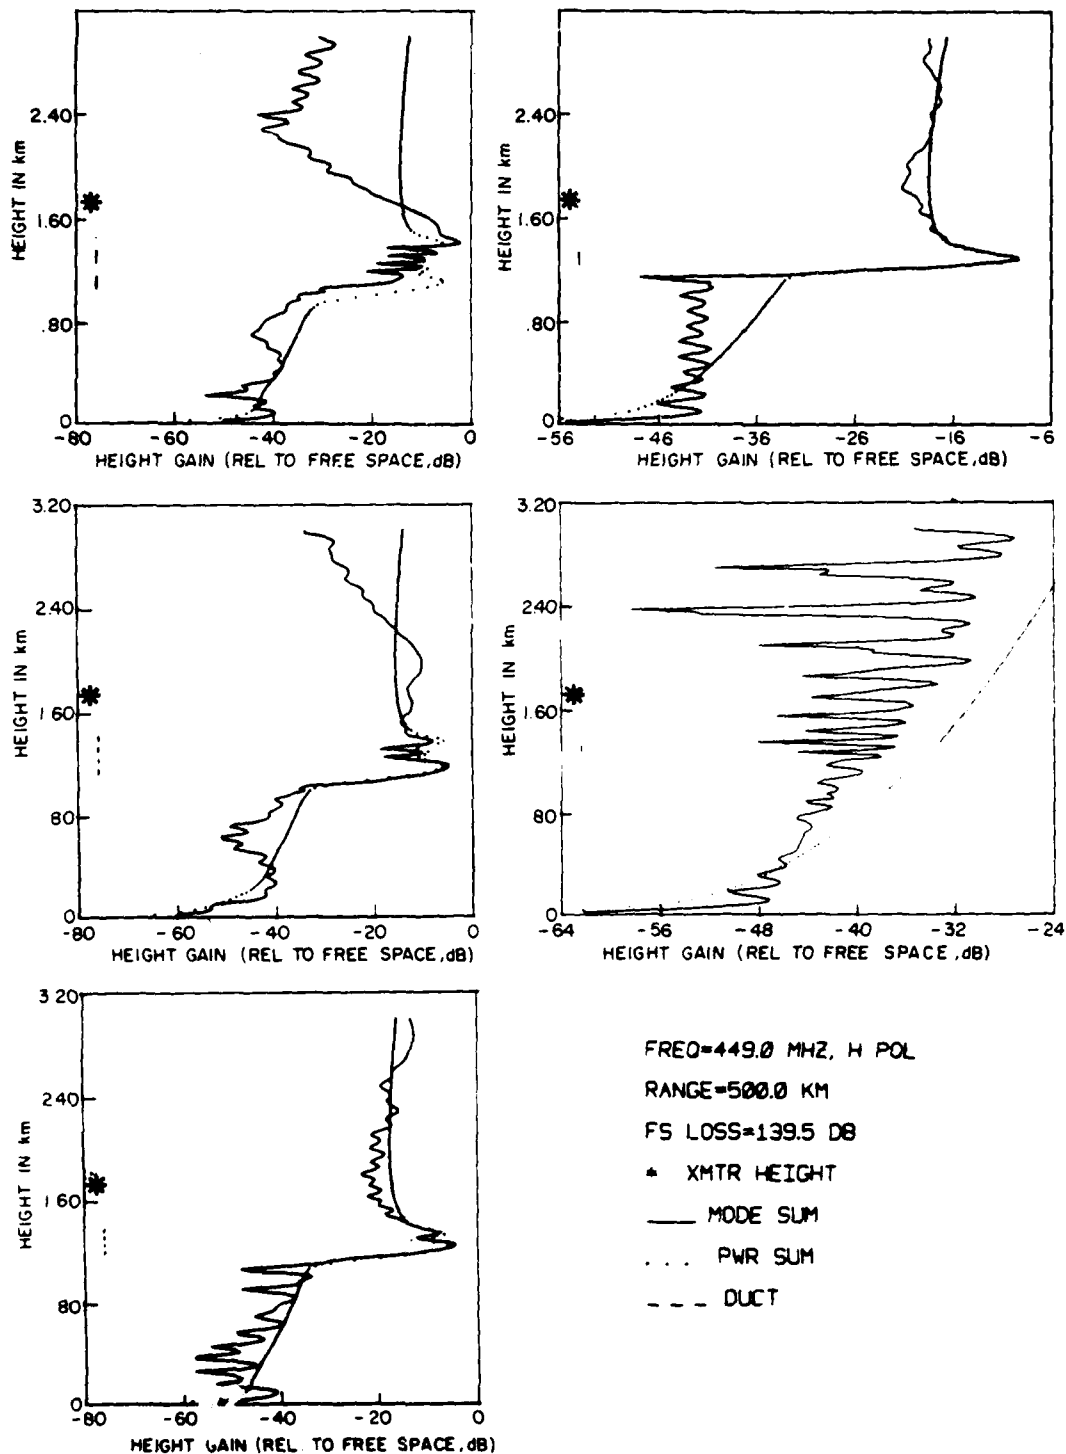 2.40
1.60
.80
0
HEIGHT IN km
*
-80 -60 -40 -20 0
HEIGHT GAIN (REL TO FREE SPACE,dB)
2.40
1.60
.80
0
HEIGHT IN km
*
-56 -46 -36 -26 -16 -6
HEIGHT GAIN (REL TO FREE SPACE,dB)
3.20
2.40
1.60
.80
0
HEIGHT IN km
*
-80 -60 -40 -20 0
HEIGHT GAIN (REL TO FREE SPACE,dB)
3.20
2.40
1.60
.80
0
HEIGHT IN km
*
-64 -56 -48 -40 -32 -24
HEIGHT GAIN (REL TO FREE SPACE,dB)
3.20
2.40
1.60
.80
0
HEIGHT IN km
*
-80 -60 -40 -20 0
HEIGHT GAIN (REL. TO FREE SPACE,dB)
FREQ=449.0 MHZ, H POL
RANGE=500.0 KM
FS LOSS=139.5 DB
* XMTR HEIGHT
—— MODE SUM
. . . PWR SUM
- - - - DUCT